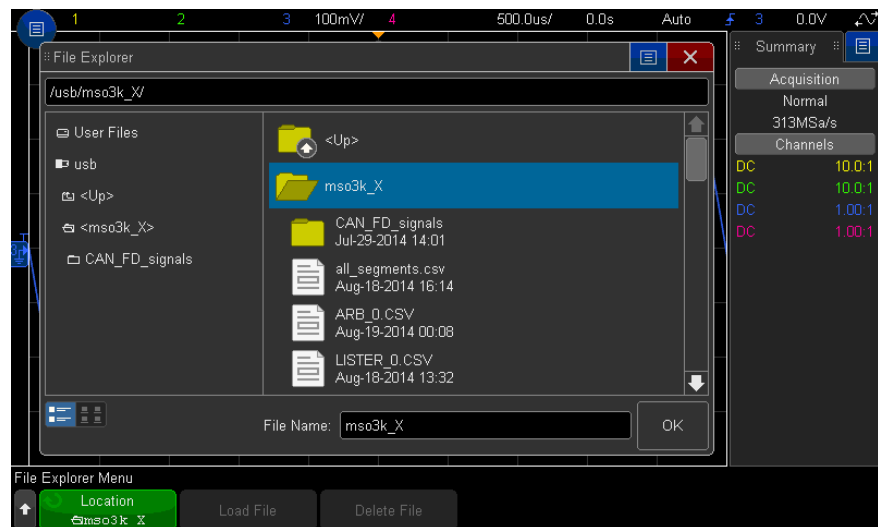 1 2 3 100mV/ 4 500.0us/ 0.0s Auto 3 0.0V
File Explorer
Summary
/usb/mso3k_X/
Acquisition
Normal
313MSa/s
Channels
DC 10.0:1
DC 10.0:1
DC 1.00:1
DC 1.00:1
User Files
usb
<Up>
<mso3k_X>
CAN_FD_signals
<Up>
mso3k_X
CAN_FD_signals
Jul-29-2014 14:01
all_segments.csv
Aug-18-2014 16:14
ARB_0.CSV
Aug-19-2014 00:08
LISTER_0.CSV
Aug-18-2014 13:32
File Name: mso3k_X OK
File Explorer Menu
Location
mso3k_X
Load File
Delete File